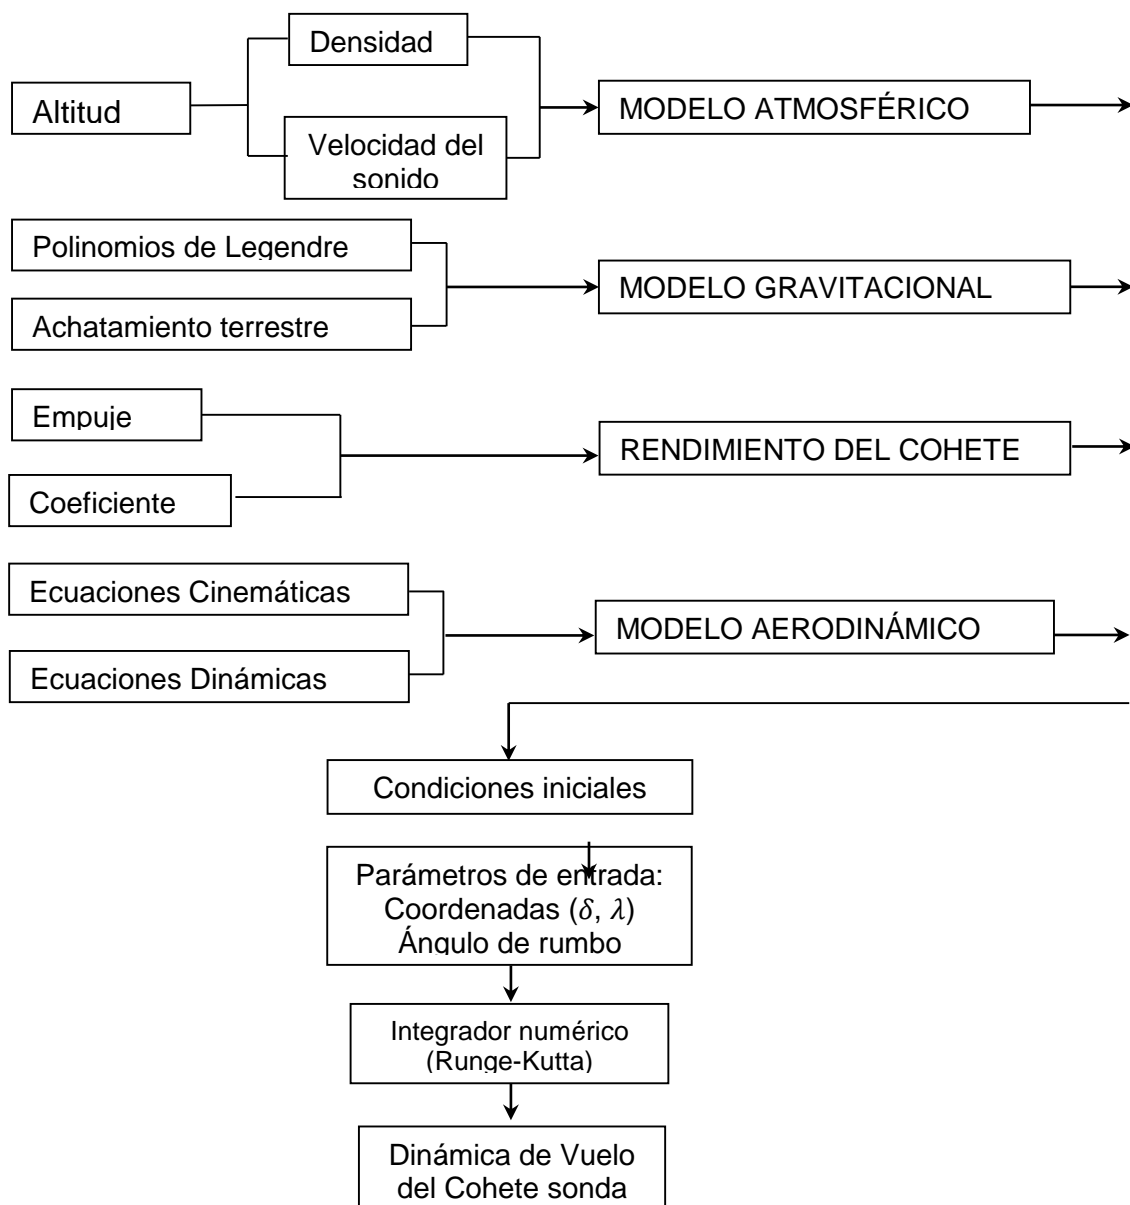 Densidad
Altitud
Velocidad del
sonido
MODELO ATMOSFÉRICO
Polinomios de Legendre
Achatamiento terrestre
MODELO GRAVITACIONAL
Empuje
Coeficiente
RENDIMIENTO DEL COHETE
Ecuaciones Cinemáticas
Ecuaciones Dinámicas
MODELO AERODINÁMICO
Condiciones iniciales
Parámetros de entrada:
Coordenadas (𝛿, 𝜆)
Ángulo de rumbo
Integrador numérico
(Runge-Kutta)
Dinámica de Vuelo
del Cohete sonda